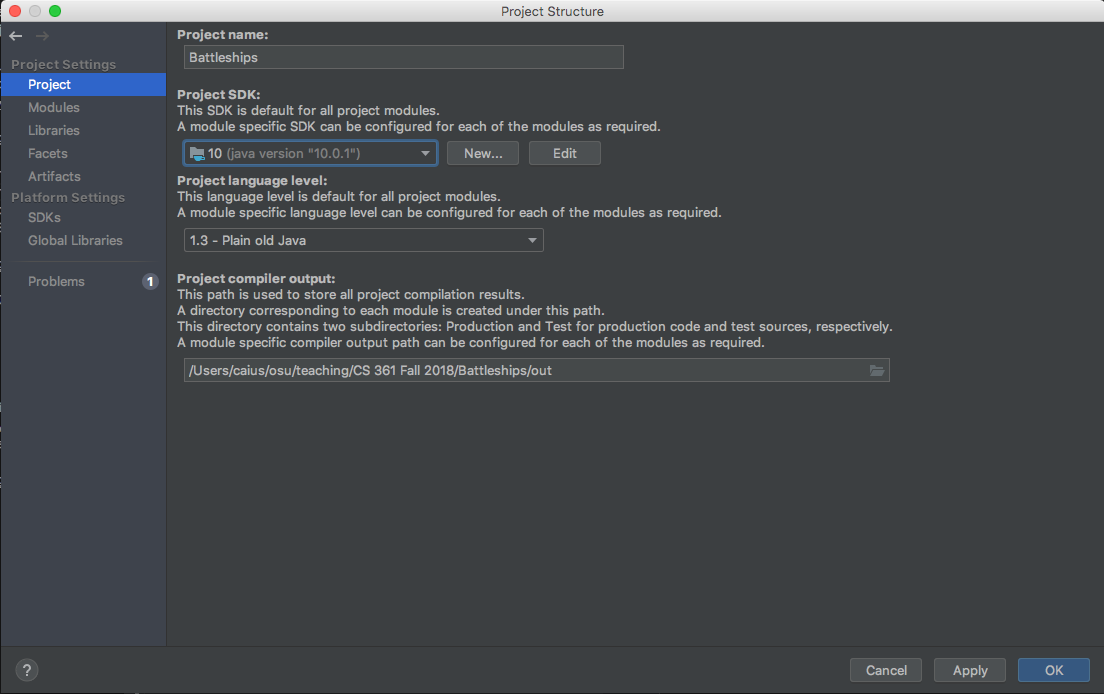 Project Structure
Project Settings
Project
Modules
Libraries
Facets
Artifacts
Platform Settings
SDKs
Global Libraries
Problems
1
Project name:
Battleships
Project SDK:
This SDK is default for all project modules.
A module specific SDK can be configured for each of the modules as required.
10 (java version "10.0.1")
New...
Edit
Project language level:
This language level is default for all project modules.
A module specific language level can be configured for each of the modules as required.
1.3 - Plain old Java
Project compiler output:
This path is used to store all project compilation results.
A directory corresponding to each module is created under this path.
This directory contains two subdirectories: Production and Test for production code and test sources, respectively.
A module specific compiler output path can be configured for each of the modules as required.
/Users/caius/osu/teaching/CS 361 Fall 2018/Battleships/out
?
Cancel
Apply
OK